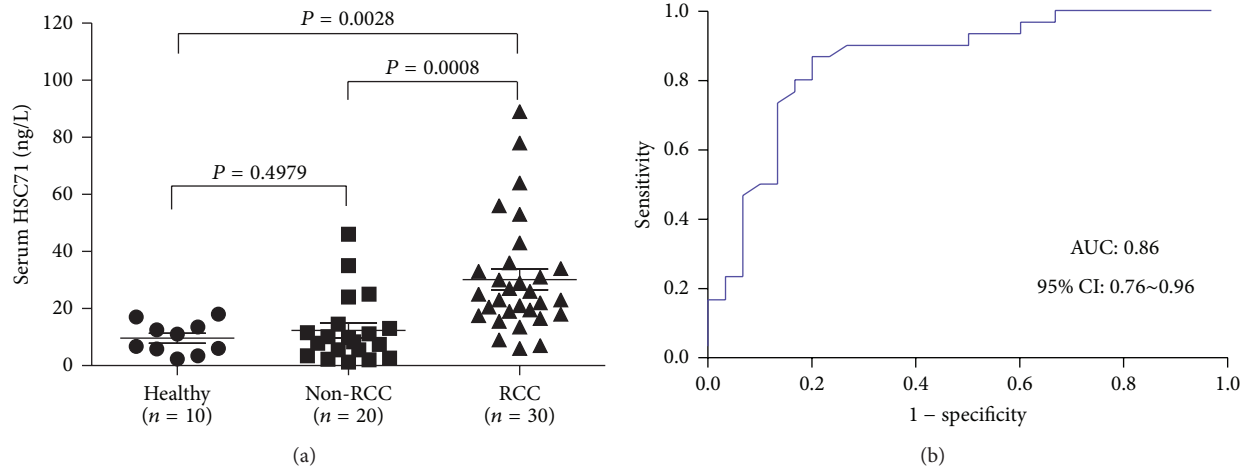 120
100
80
60
40
20
0
Serum HSC71 (ng/L)
P = 0.0028
P = 0.0008
P = 0.4979
Healthy
(n = 10)
Non-RCC
(n = 20)
RCC
(n = 30)
(a)
1.0
0.8
0.6
0.4
0.2
0.0
Sensitivity
AUC: 0.86
95% CI: 0.76~0.96
0.0 0.2 0.4 0.6 0.8 1.0
1 − specificity
(b)